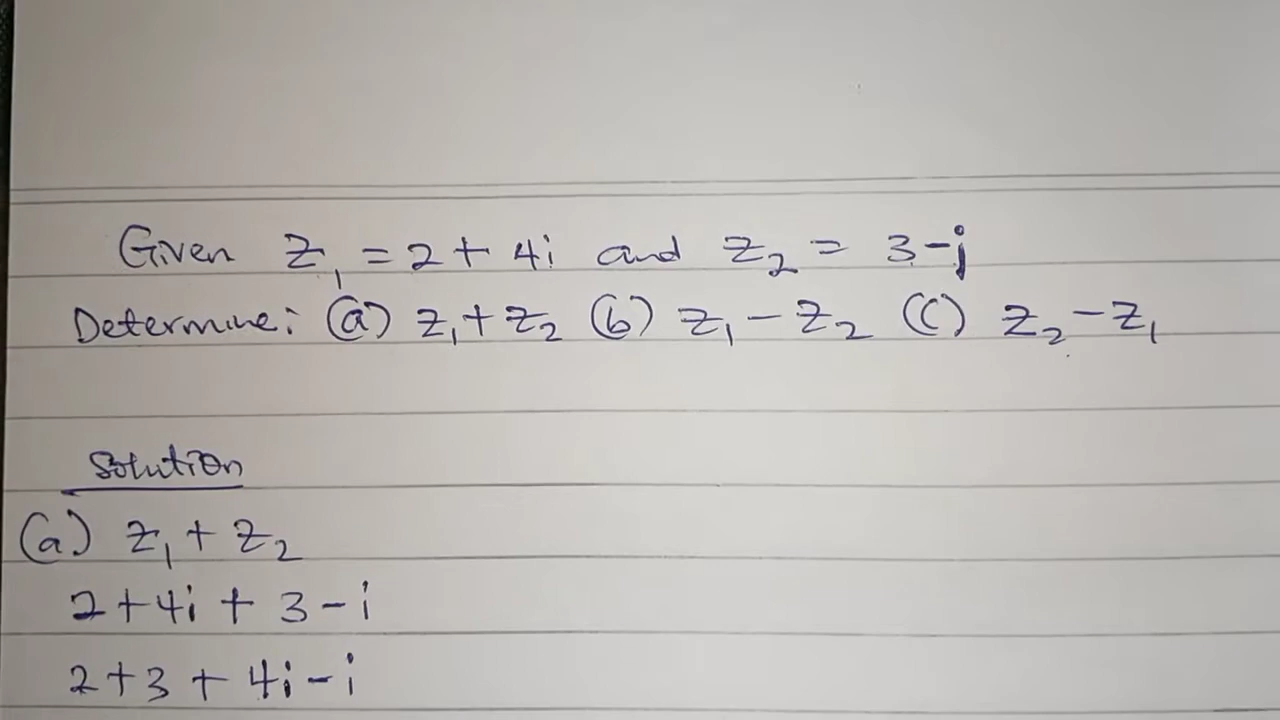 Given z₁ = 2 + 4i and z₂ = 3 - j
Determine: (a) z₁ + z₂ (b) z₁ - z₂ (c) z₂ - z₁
Solution
(a) z₁ + z₂
2 + 4i + 3 - i
2 + 3 + 4i - i